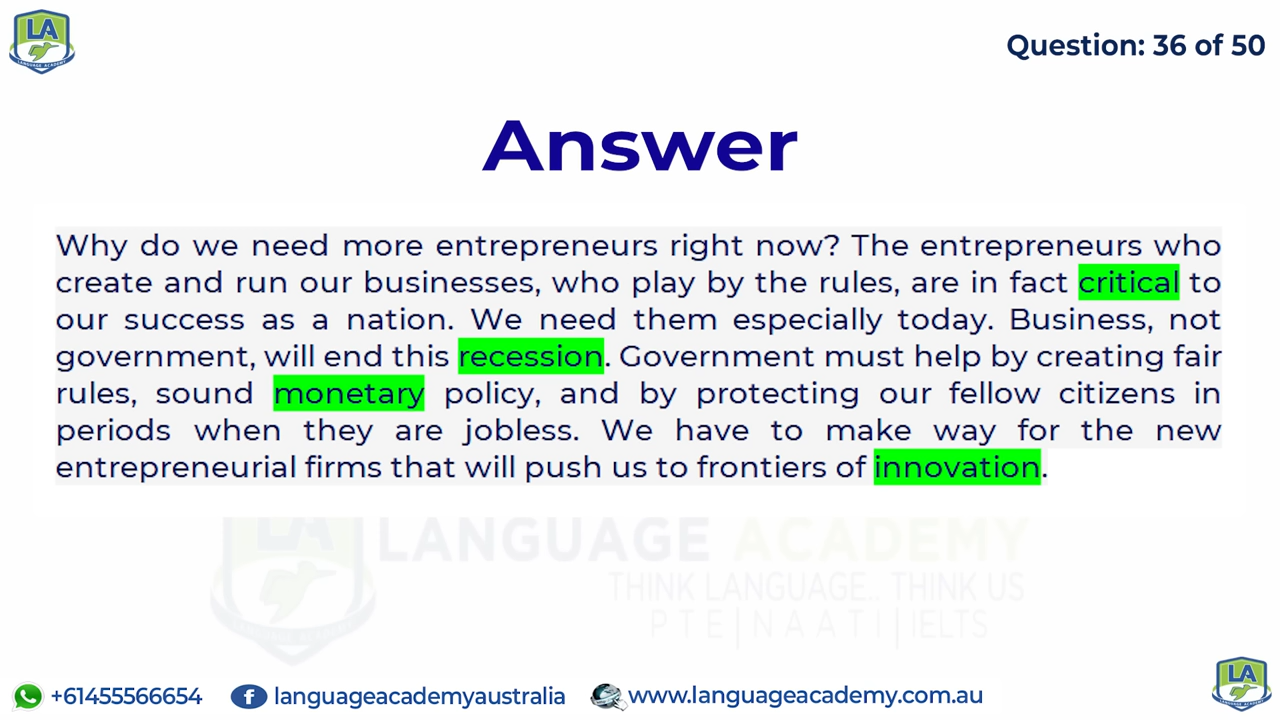 LA
LANGUAGE ACADEMY
Question: 36 of 50
Answer
Why do we need more entrepreneurs right now? The entrepreneurs who
create and run our businesses, who play by the rules, are in fact critical to
our success as a nation. We need them especially today. Business, not
government, will end this recession. Government must help by creating fair
rules, sound monetary policy, and by protecting our fellow citizens in
periods when they are jobless. We have to make way for the new
entrepreneurial firms that will push us to frontiers of innovation.
LA
LANGUAGE ACADEMY
LANGUAGE ACADEMY
THINK LANGUAGE.. THINK US
PTE|NAATI|IELTS
+61455566654
languageacademyaustralia
www.languageacademy.com.au
LA
LANGUAGE ACADEMY